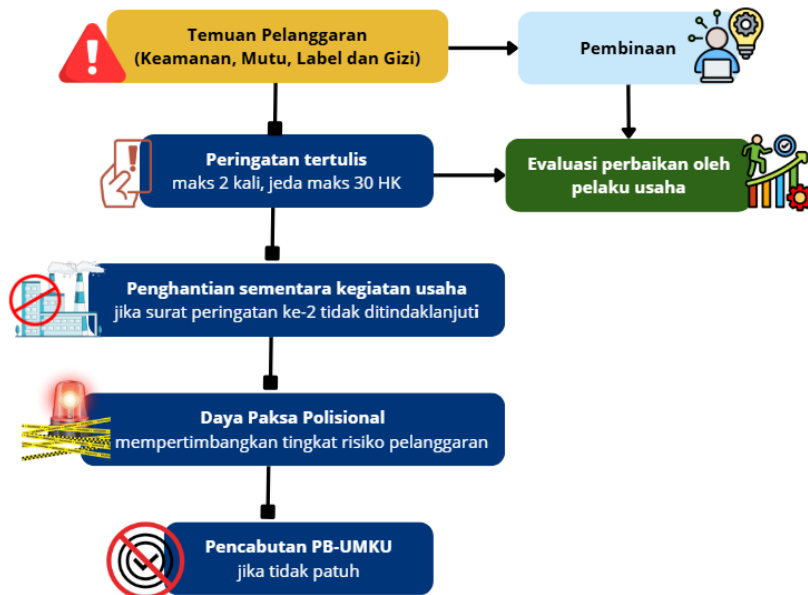 Temuan Pelanggaran
(Keamanan, Mutu, Label dan Gizi)
Pembinaan
Peringatan tertulis
maks 2 kali, jeda maks 30 HK
Evaluasi perbaikan oleh
pelaku usaha
Penghantian sementara kegiatan usaha
jika surat peringatan ke-2 tidak ditindaklanjuti
Daya Paksa Polisional
mempertimbangkan tingkat risiko pelanggaran
Pencabutan PB-UMKU
jika tidak patuh